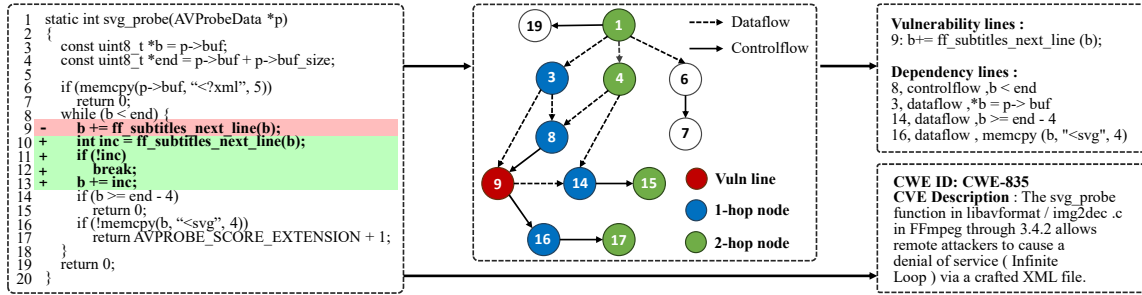 1 static int svg_probe(AVProbeData *p)
2 {
3 const uint8_t *b = p->buf;
4 const uint8_t *end = p->buf + p->buf_size;
5
6 if (memcpy(p->buf, “<?xml”, 5))
7 return 0;
8 while (b < end) {
9 - b += ff_subtitles_next_line(b);
10 + int inc = ff_subtitles_next_line(b);
11 + if (!inc)
12 + break;
13 + b += inc;
14 if (b >= end - 4)
15 return 0;
16 if (!memcpy(b, “<svg”, 4))
17 return AVPROBE_SCORE_EXTENSION + 1;
18 }
19 return 0;
20 }
19
1
Dataflow
Controlflow
3
4
6
8
7
9
14
15
16
17
Vuln line
1-hop node
2-hop node
Vulnerability lines :
9: b+= ff_subtitles_next_line (b);
Dependency lines :
8, controlflow ,b < end
3, dataflow ,*b = p-> buf
14, dataflow ,b >= end - 4
16, dataflow , memcpy (b, "<svg", 4)
CWE ID: CWE-835
CVE Description : The svg_probe
function in libavformat / img2dec .c
in FFmpeg through 3.4.2 allows
remote attackers to cause a
denial of service ( Infinite
Loop ) via a crafted XML file.